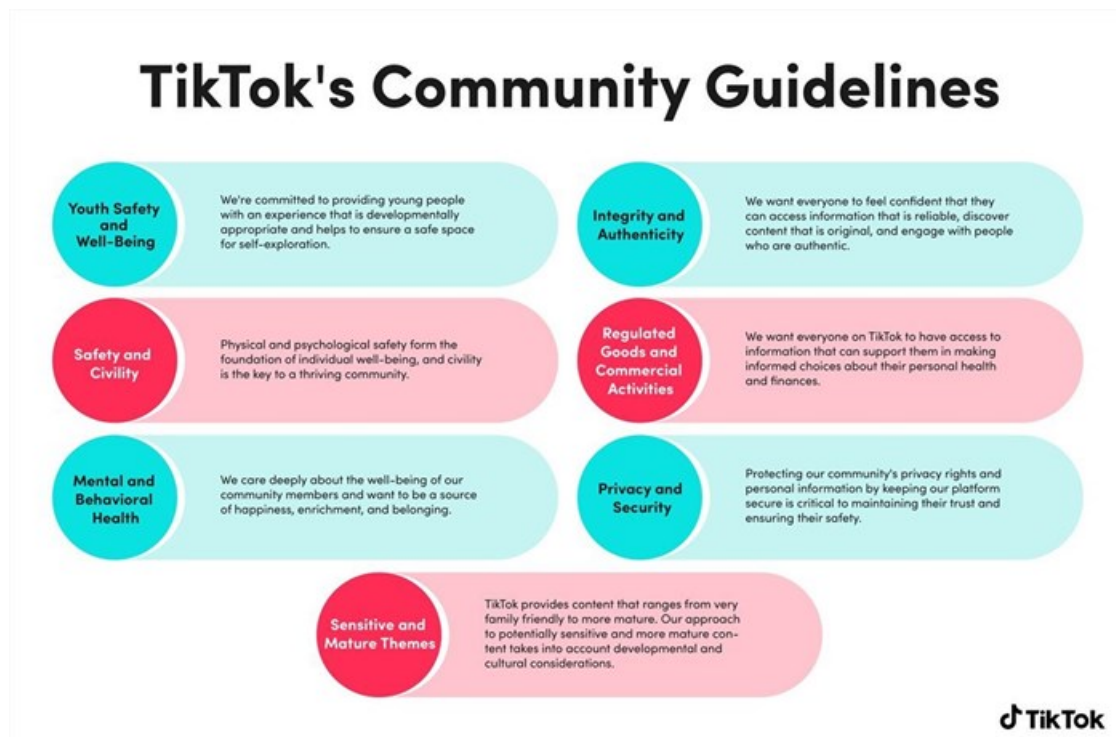 TikTok's Community Guidelines
Youth Safety
and
Well-Being
We're committed to providing young people
with an experience that is developmentally
appropriate and helps to ensure a safe space
for self-exploration.
Integrity and
Authenticity
We want everyone to feel confident that they
can access information that is reliable, discover
content that is original, and engage with people
who are authentic.
Safety and
Civility
Physical and psychological safety form the
foundation of individual well-being, and civility
is the key to a thriving community.
Regulated
Goods and
Commercial
Activities
We want everyone on TikTok to have access to
information that can support them in making
informed choices about their personal health
and finances.
Mental and
Behavioral
Health
We care deeply about the well-being of our
community members and want to be a source
of happiness, enrichment, and belonging.
Privacy and
Security
Protecting our community's privacy rights and
personal information by keeping our platform
secure is critical to maintaining their trust and
ensuring their safety.
Sensitive and
Mature Themes
TikTok provides content that ranges from very
family friendly to more mature. Our approach
to potentially sensitive and more mature con-
tent takes into account developmental and
cultural considerations.
TikTok